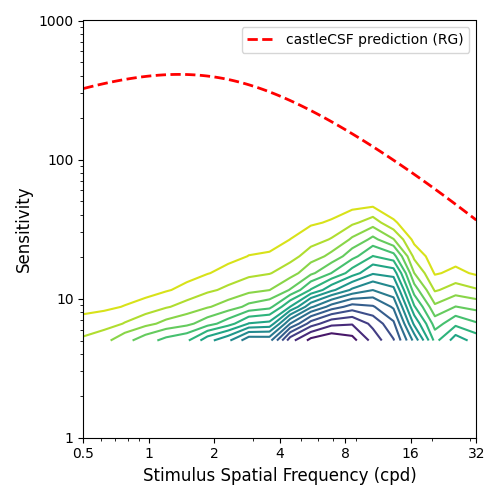 1000
castleCSF prediction (RG)
100
Sensitivity
10
1
0.5 1 2 4 8 16 32
Stimulus Spatial Frequency (cpd)